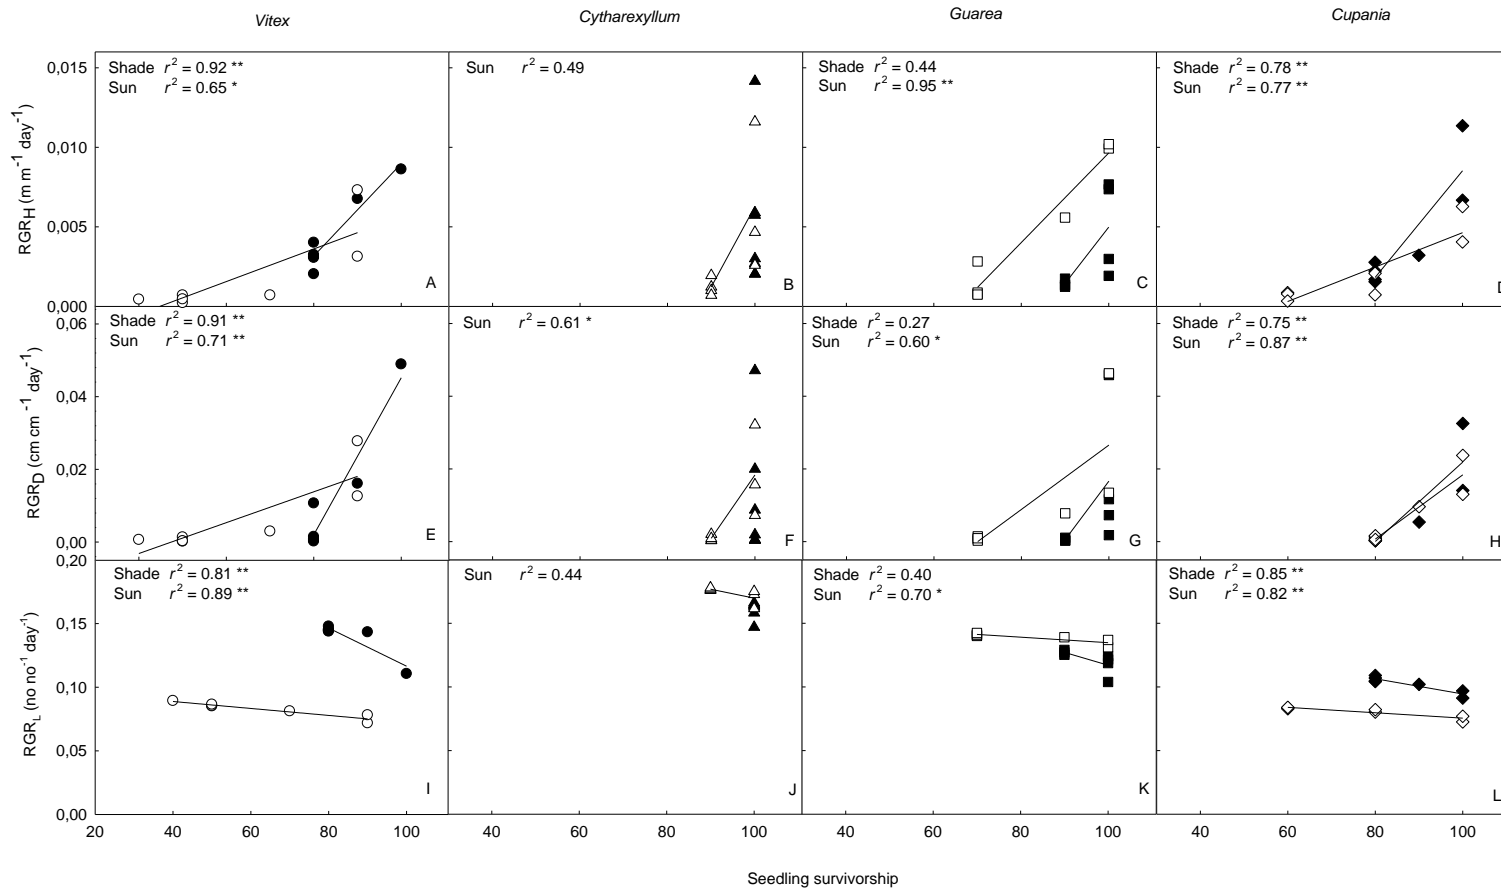 Vitex
Cytharexyllum
Guarea
Cupania
0,015
0,010
0,005
0,000
RGRH (m m-1 day-1)
Shade r2 = 0.92 **
Sun r2 = 0.65 *
A
Sun r2 = 0.49
B
Shade r2 = 0.44
Sun r2 = 0.95 **
C
Shade r2 = 0.78 **
Sun r2 = 0.77 **
0,06
0,04
0,02
0,00
RGRD (cm cm-1 day-1)
Shade r2 = 0.91 **
Sun r2 = 0.71 **
E
Sun r2 = 0.61 *
F
Shade r2 = 0.27
Sun r2 = 0.60 *
G
Shade r2 = 0.75 **
Sun r2 = 0.87 **
H
0,20
0,15
0,10
0,05
0,00
RGRL (no no-1 day-1)
Shade r2 = 0.81 **
Sun r2 = 0.89 **
I
Sun r2 = 0.44
J
Shade r2 = 0.40
Sun r2 = 0.70 *
K
Shade r2 = 0.85 **
Sun r2 = 0.82 **
L
20 40 60 80 100
40 60 80 100
40 60 80 100
40 60 80 100
Seedling survivorship